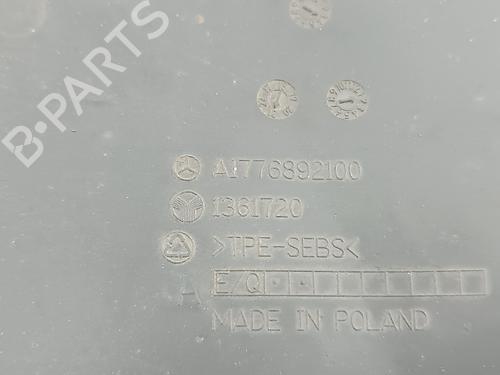 B-PARTS
A1776892100
1361720
>TPE-SEBS<
E/Q
MADE IN POLAND